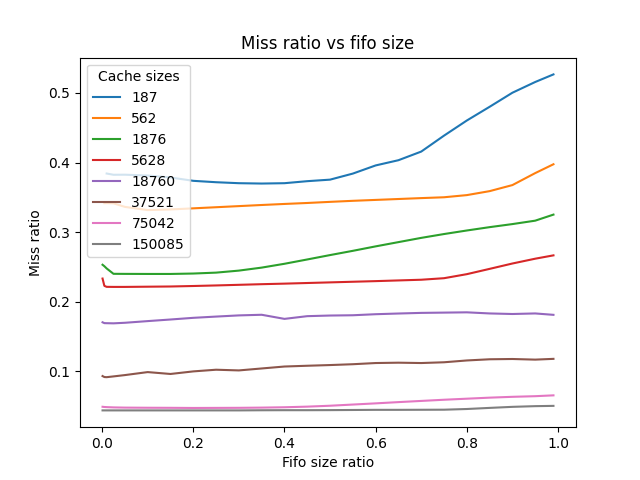 Miss ratio vs fifo size
Cache sizes
187
562
1876
5628
18760
37521
75042
150085
Miss ratio
0.5
0.4
0.3
0.2
0.1
0.0 0.2 0.4 0.6 0.8 1.0
Fifo size ratio